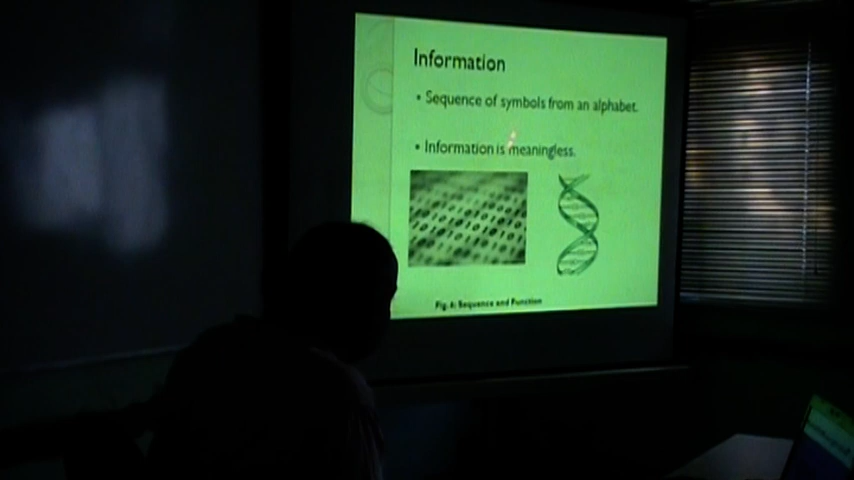 Information
• Sequence of symbols from an alphabet.
• Information is meaningless.
Fig. 6: Sequence and Function